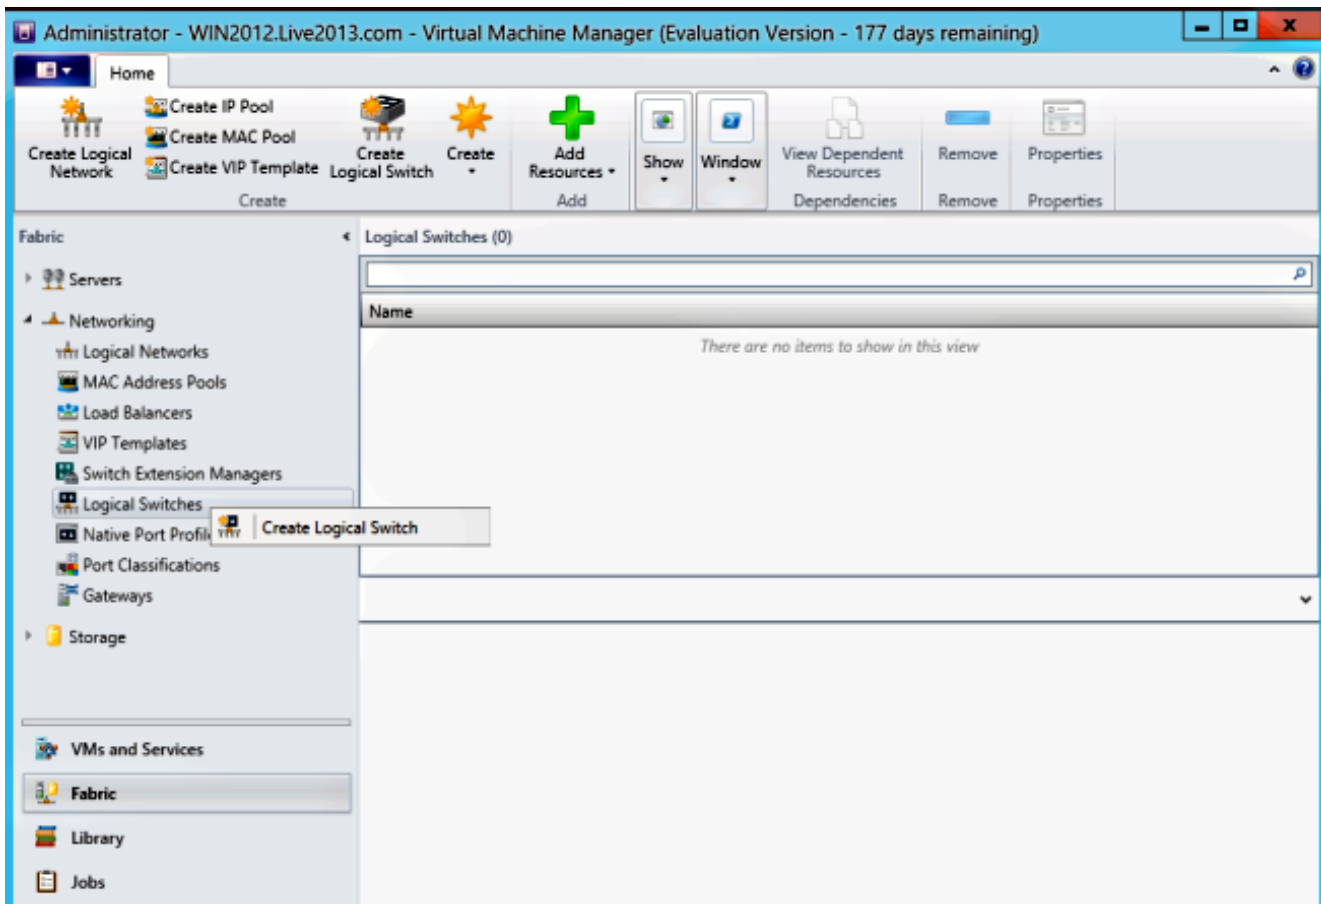 Administrator - WIN2012.Live2013.com - Virtual Machine Manager (Evaluation Version - 177 days remaining)
Home
Create Logical Network
Create IP Pool
Create MAC Pool
Create VIP Template
Create Logical Switch
Create
Add Resources
Show
Window
View Dependent Resources
Remove
Properties
Create
Add
Dependencies
Remove
Properties
Fabric
Logical Switches (0)
Servers
Networking
Logical Networks
MAC Address Pools
Load Balancers
VIP Templates
Switch Extension Managers
Logical Switches
Native Port Profil
Port Classifications
Gateways
Storage
Create Logical Switch
Name
There are no items to show in this view
VMs and Services
Fabric
Library
Jobs